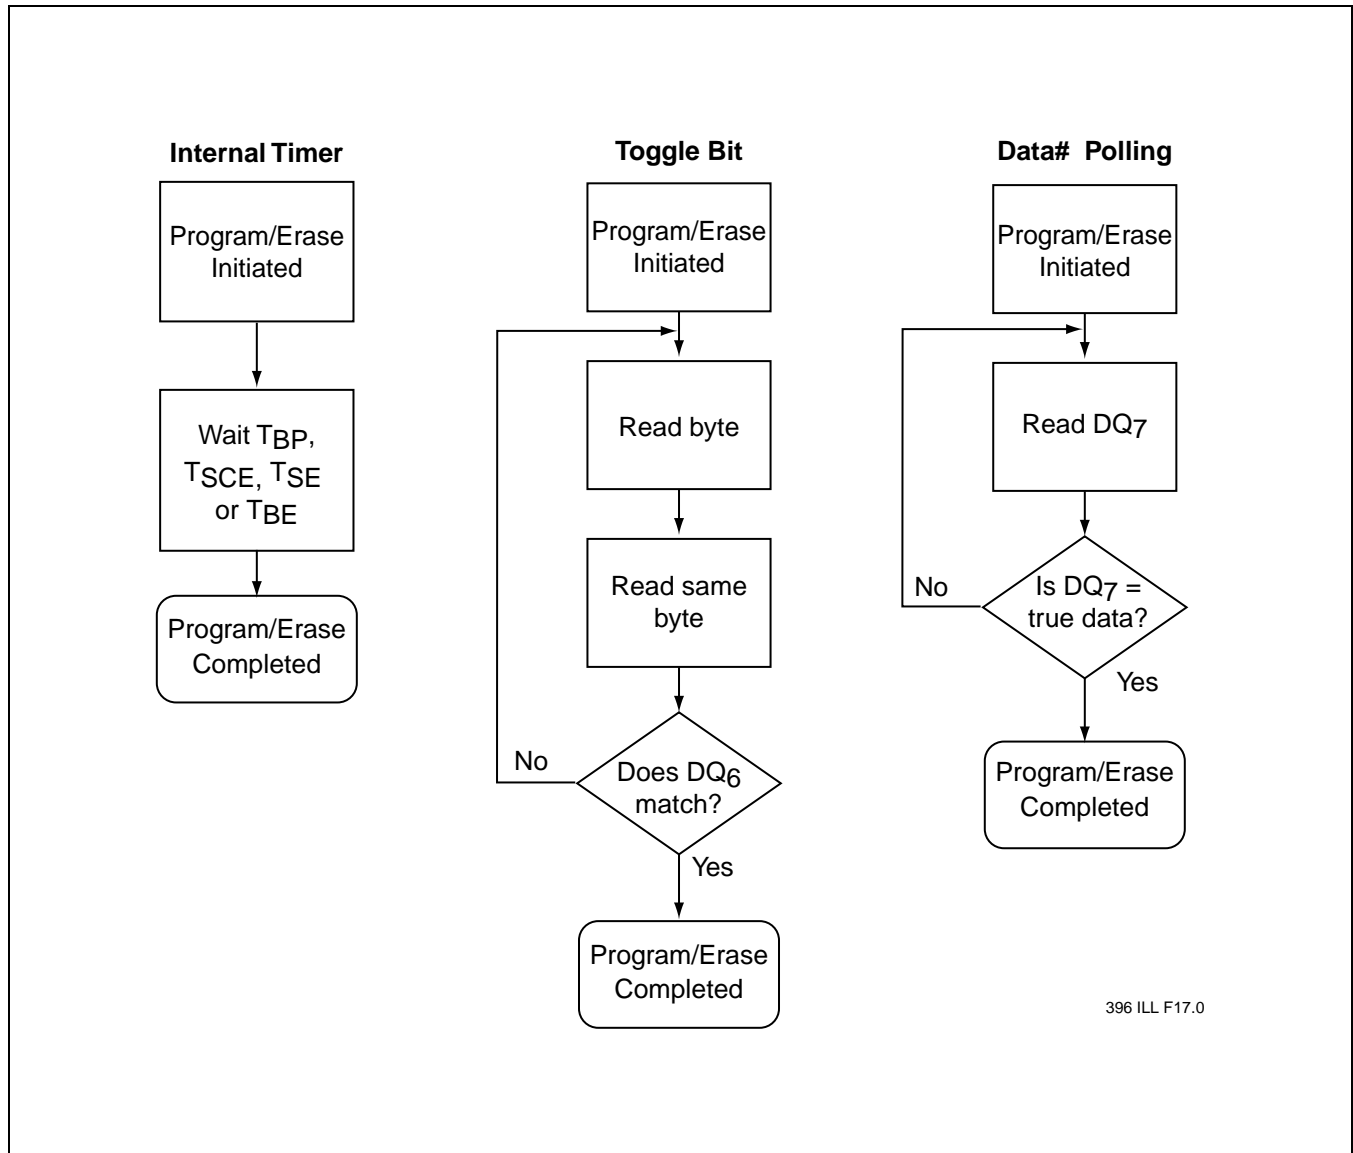 Internal Timer
Program/Erase
Initiated
Wait TBP,
TSCE, TSE
or TBE
Program/Erase
Completed
Toggle Bit
Program/Erase
Initiated
Read byte
Read same
byte
No
Does DQ6
match?
Yes
Program/Erase
Completed
Data# Polling
Program/Erase
Initiated
Read DQ7
No
Is DQ7 =
true data?
Yes
Program/Erase
Completed
396 ILL F17.0